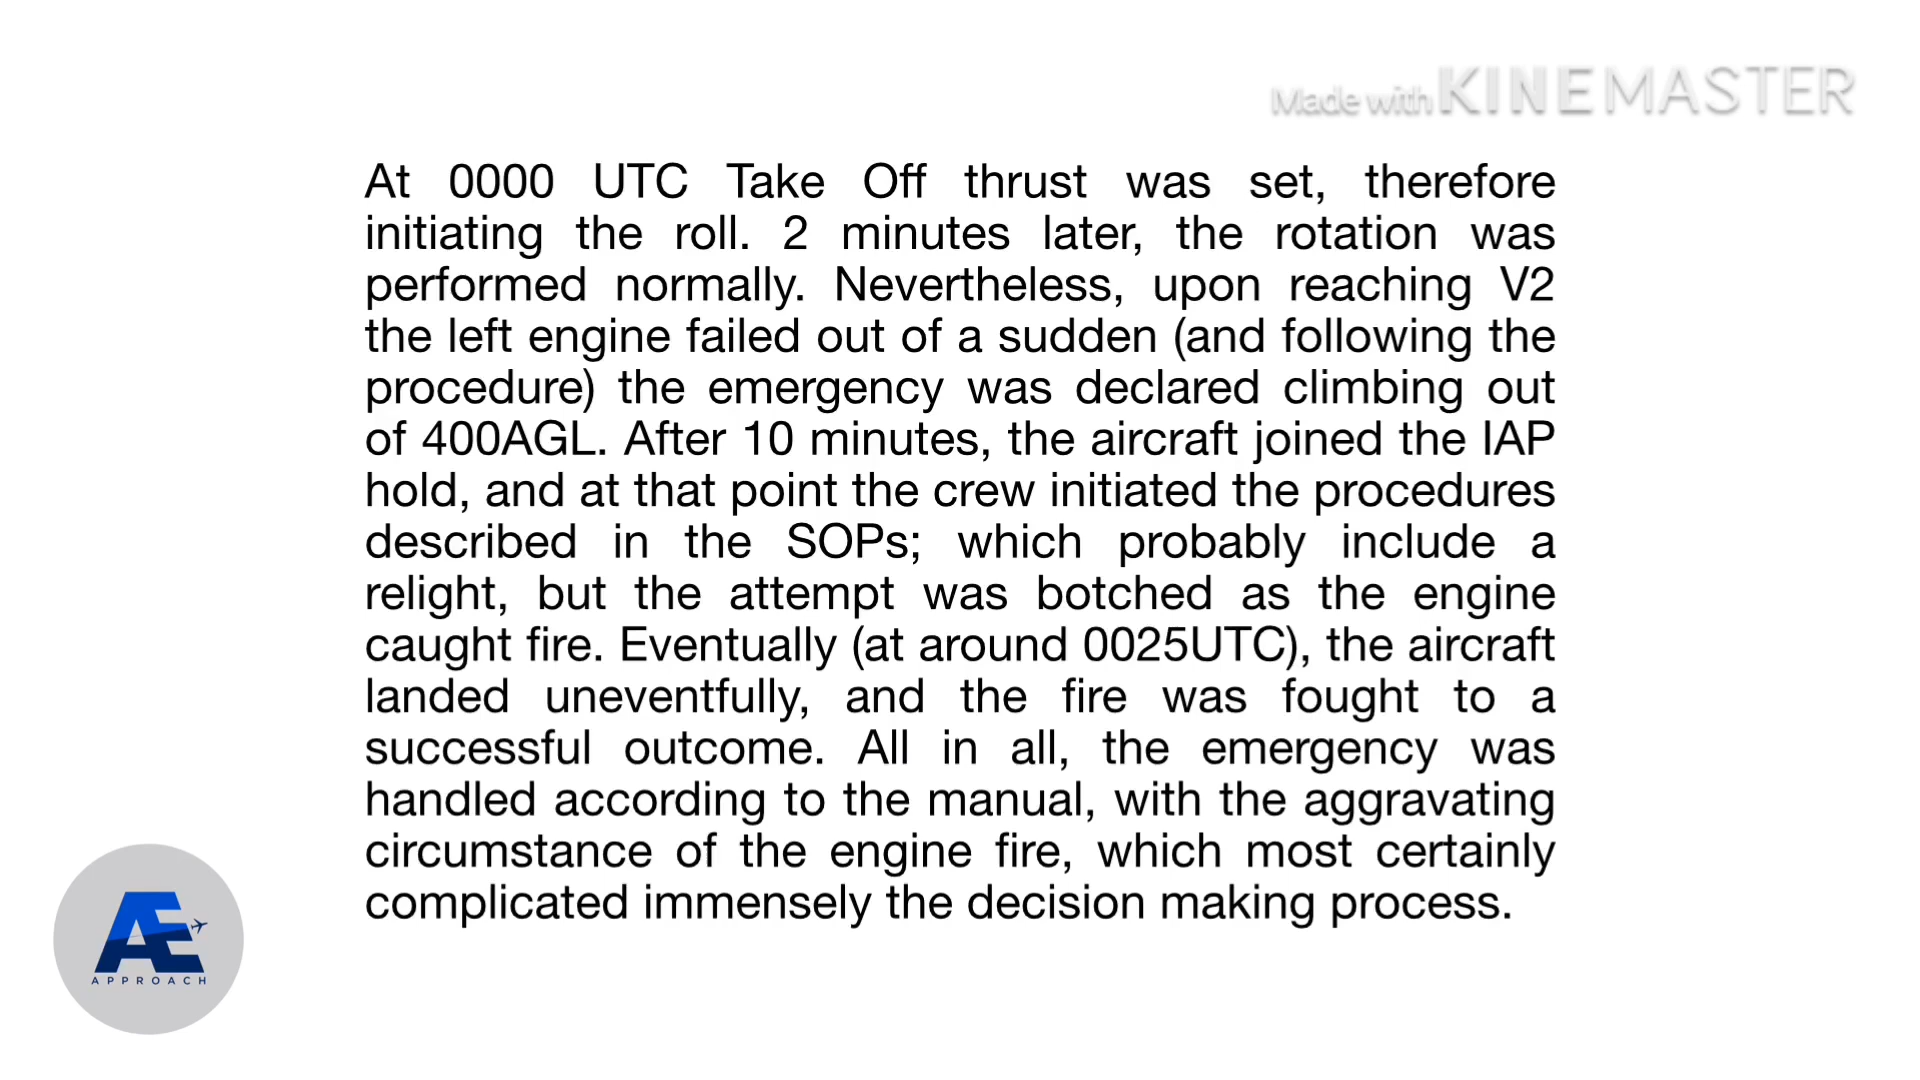 Made with KINEMASTER
At 0000 UTC Take Off thrust was set, therefore
initiating the roll. 2 minutes later, the rotation was
performed normally. Nevertheless, upon reaching V2
the left engine failed out of a sudden (and following the
procedure) the emergency was declared climbing out
of 400AGL. After 10 minutes, the aircraft joined the IAP
hold, and at that point the crew initiated the procedures
described in the SOPs; which probably include a
relight, but the attempt was botched as the engine
caught fire. Eventually (at around 0025UTC), the aircraft
landed uneventfully, and the fire was fought to a
successful outcome. All in all, the emergency was
handled according to the manual, with the aggravating
circumstance of the engine fire, which most certainly
complicated immensely the decision making process.
AE
APPROACH